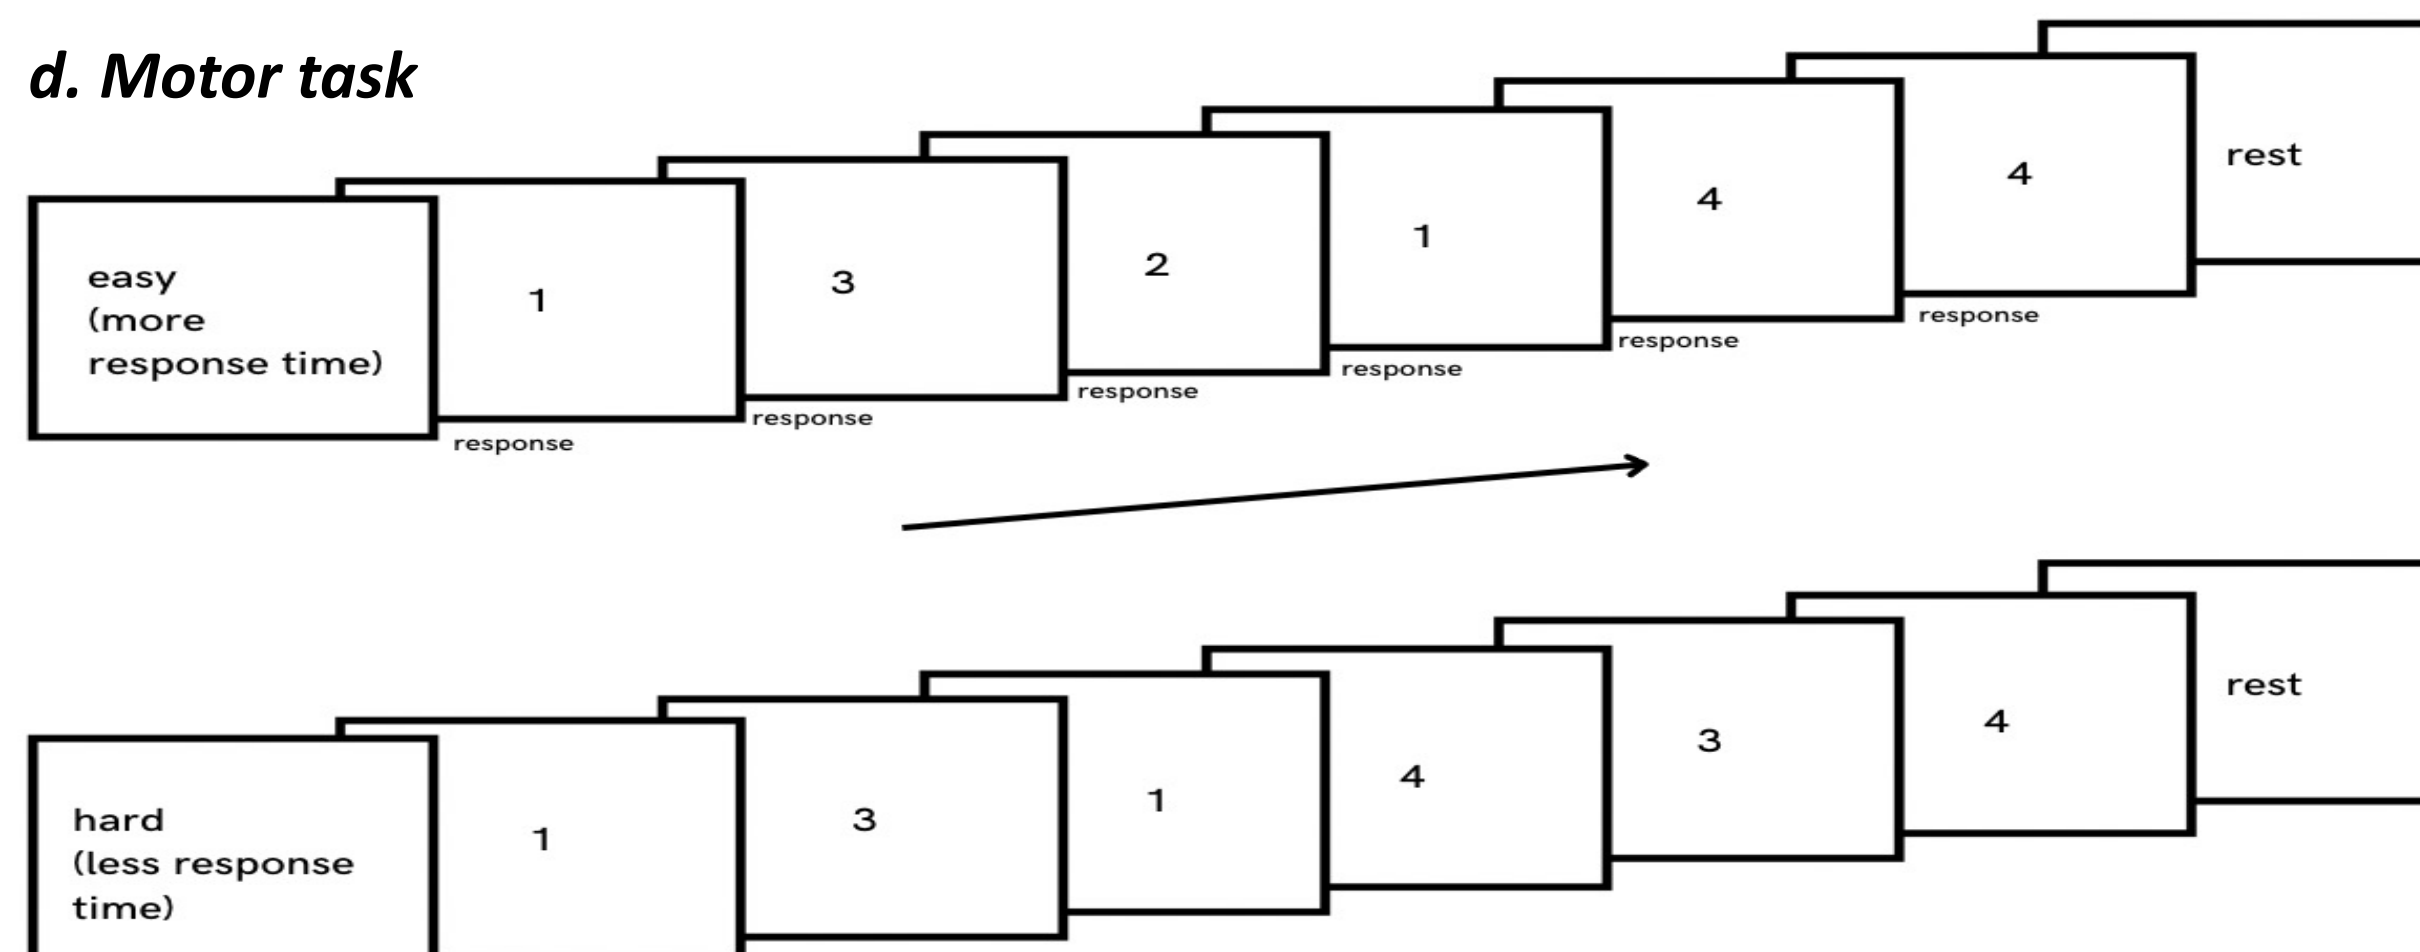 d. Motor task
easy
(more
response time)
1
3
2
1
4
4
rest
response
response
response
response
response
response
hard
(less response
time)
1
3
1
4
3
4
rest